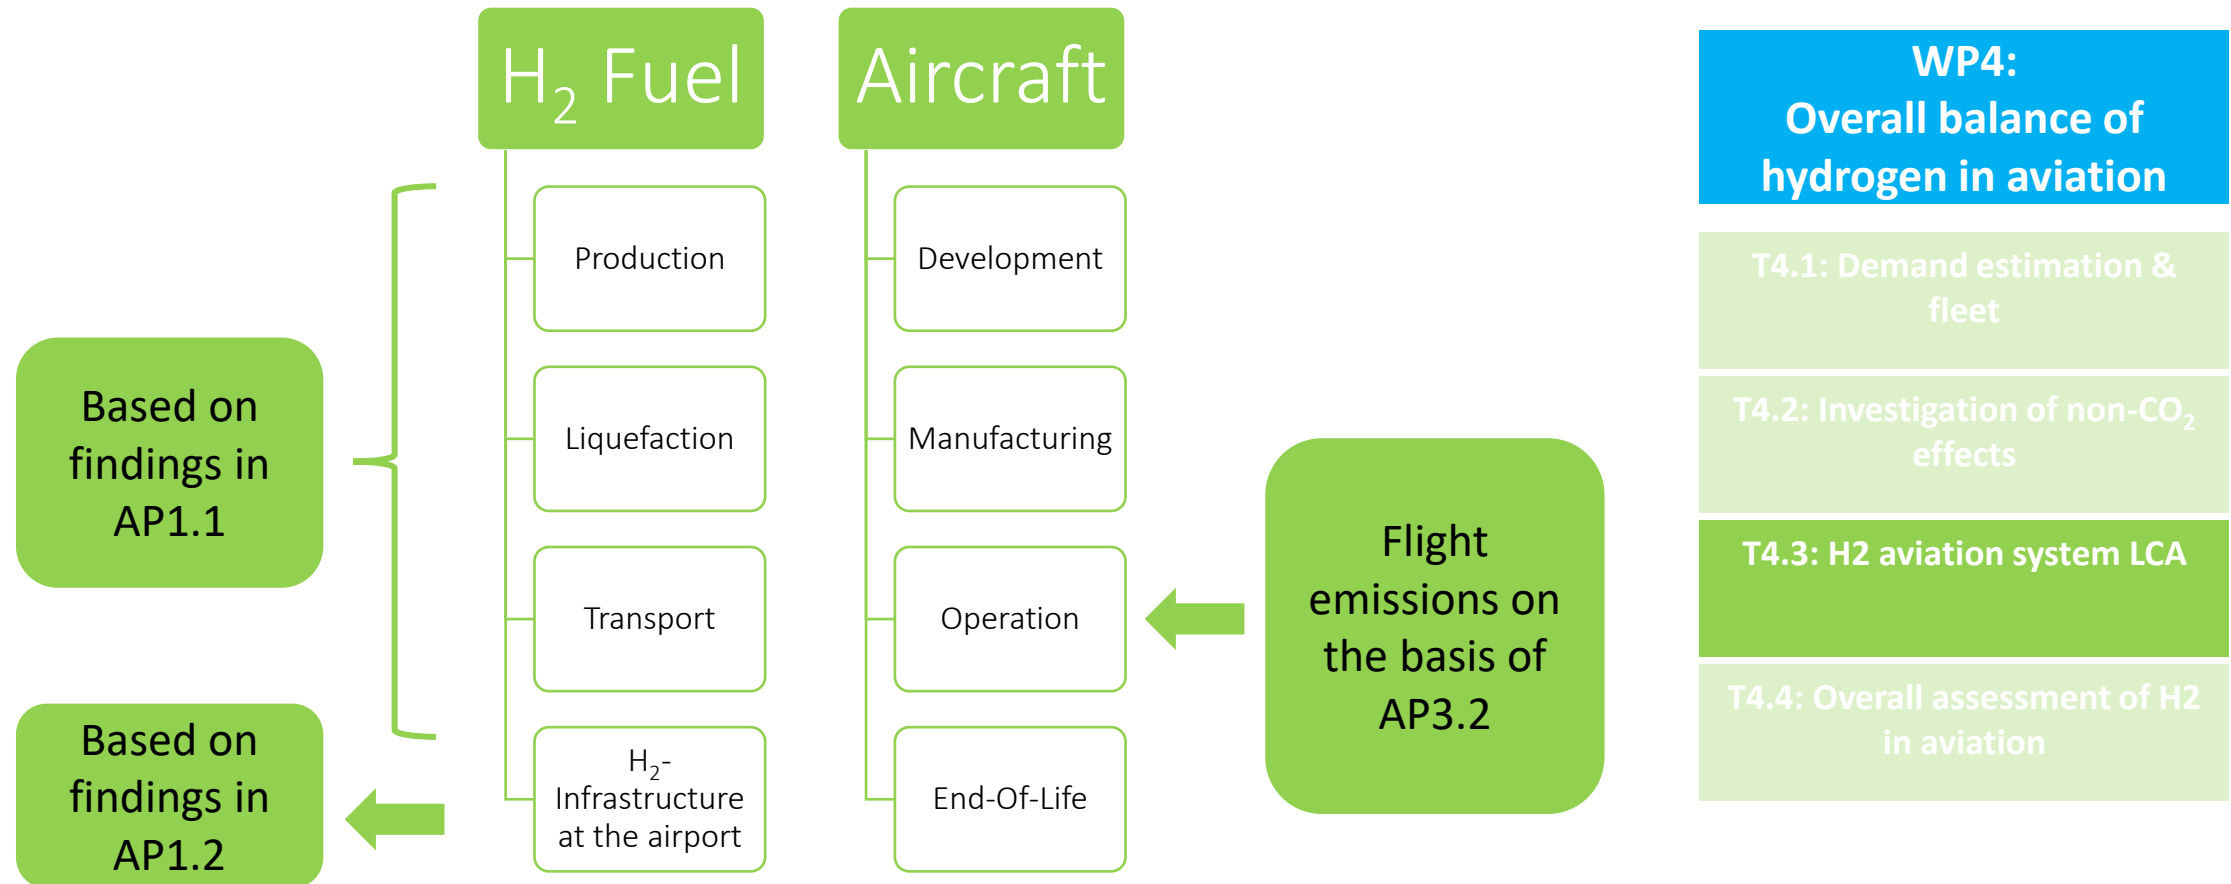 H₂ Fuel
Production
Liquefaction
Transport
H₂-
Infrastructure
at the airport
Aircraft
Development
Manufacturing
Operation
End-Of-Life
Based on
findings in
AP1.1
Based on
findings in
AP1.2
Flight
emissions on
the basis of
AP3.2
WP4:
Overall balance of
hydrogen in aviation
T4.1: Demand estimation &
fleet
T4.2: Investigation of non-CO₂
effects
T4.3: H2 aviation system LCA
T4.4: Overall assessment of H2
in aviation